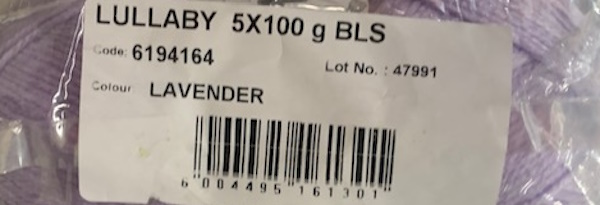 LULLABY 5X100 g BLS
Code: 6194164
Lot No. : 47991
Colour: LAVENDER
6 004495 161301